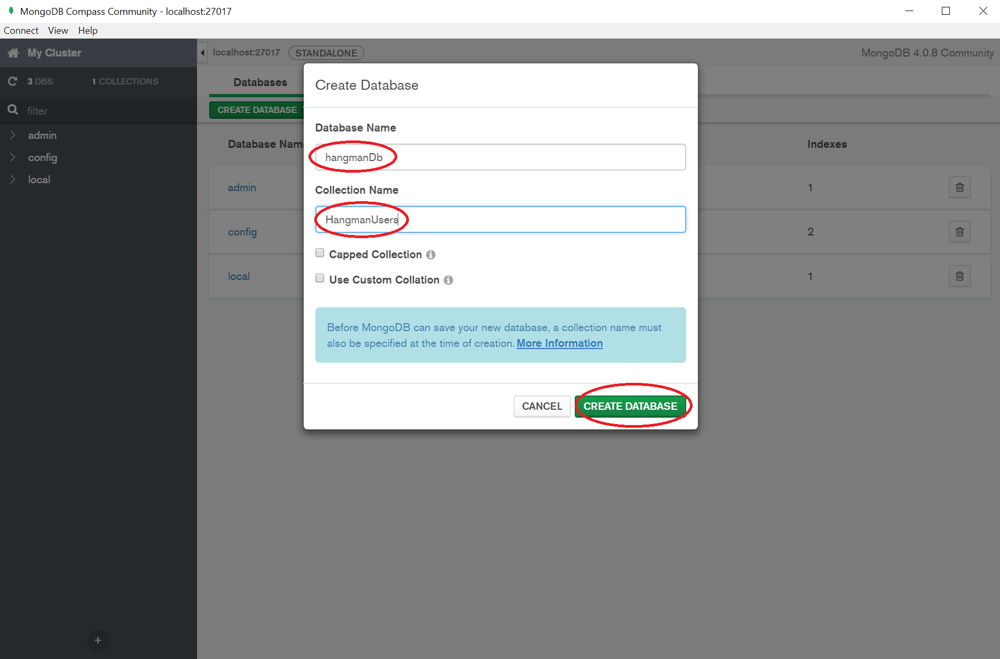 MongoDB Compass Community - localhost:27017
Connect View Help
My Cluster
localhost:27017 STANDALONE MongoDB 4.0.8 Community
3 DBS 1 COLLECTIONS
filter
admin
config
local
Databases
CREATE DATABASE
Database Nam
Indexes
admin 1
config 2
local 1
Create Database
Database Name
hangmanDb
Collection Name
HangmanUsers
Capped Collection
Use Custom Collation
Before MongoDB can save your new database, a collection name must
also be specified at the time of creation. More Information
CANCEL CREATE DATABASE
+